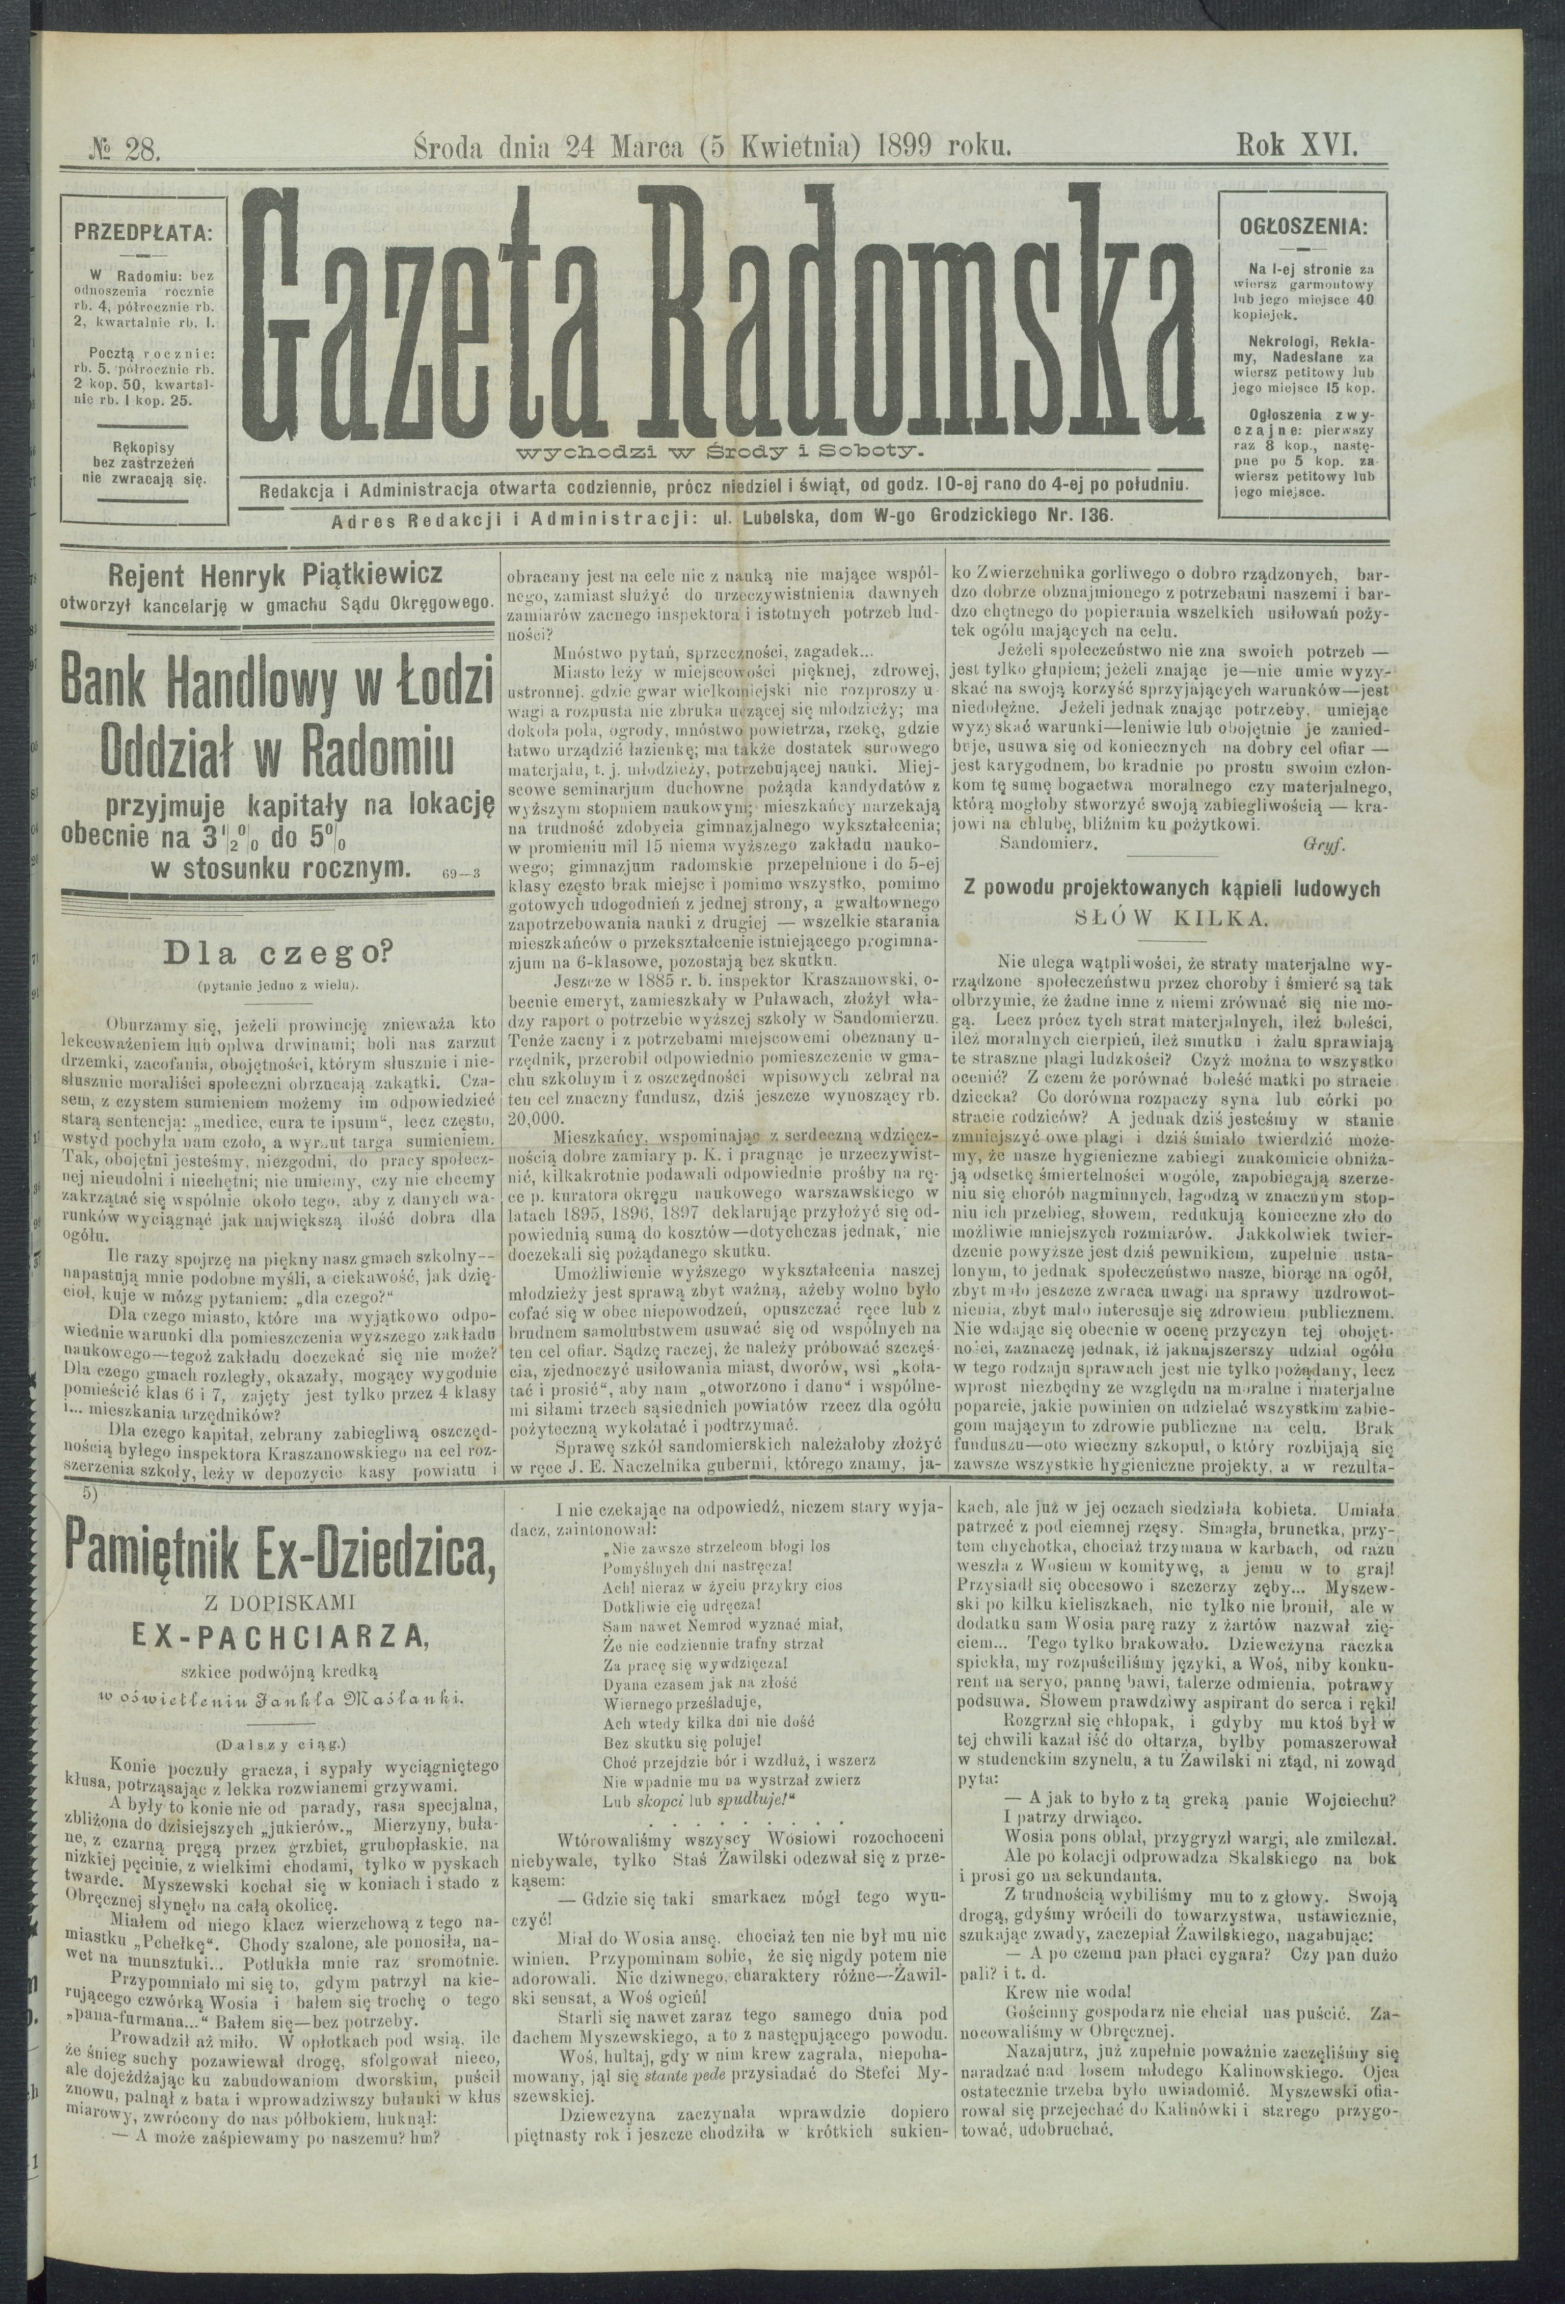 № 28.
Środa dnia 24 Marca (5 Kwietnia) 1899 roku.
Rok XVI.
PRZEDPŁATA:
W Radomiu: bez
odnoszenia rocznie
rb. 4, półrocznie rb.
2, kwartalnie rb. 1.
Pocztą rocznie:
rb. 5. półrocznie rb.
2 kop. 50, kwartal-
nie rb. 1 kop. 25.
Rękopisy
bez zastrzeżeń
nie zwracają się.
Gazeta Radomska
wychodzi w Środy i Soboty.
Redakcja i Administracja otwarta codziennie, prócz niedziel i świąt, od godz. 10-ej rano do 4-ej po południu.
Adres Redakcji i Administracji: ul. Lubelska, dom W-go Grodzickiego Nr. 136.
OGŁOSZENIA:
Na I-ej stronie za
wiersz garmontowy
lub jego miejsce 40
kopiejek.
Nekrologi, Rekla-
my, Nadesłane za
wiersz petitowy lub
jego miejsce 15 kop.
Ogłoszenia zwy-
czajne: pierwszy
raz 8 kop., nastę-
pne po 5 kop. za
wiersz petitowy lub
jego miejsce.
Rejent Henryk Piątkiewicz
otworzył kancelarję w gmachu Sądu Okręgowego.
Bank Handlowy w Łodzi
Oddział w Radomiu
przyjmuje kapitały na lokację
obecnie na 3½% do 5%
w stosunku rocznym. 69—3
Dla czego?
(pytanie jedno z wielu).
Oburzamy się, jeżeli prowincję znieważa kto
lekceważeniem lub oplwa drwinami; boli nas zarzut
drzemki, zacofania, obojętności, którym słusznie i nie-
słusznie moraliści społeczni obrzucają zakątki. Cza-
sem, z czystem sumieniem możemy im odpowiedzieć
starą sentencją: „medice, cura te ipsum“, lecz często,
wstyd pochyla nam czoło, a wyrzut targa sumieniem.
Tak, obojętni jesteśmy, niezgodni, do pracy społecz-
nej nieudolni i niechętni; nie umiemy, czy nie chcemy
zakrzątać się wspólnie około tego, aby z danych wa-
runków wyciągnąć jak największą ilość dobra dla
ogółu.
Ile razy spojrzę na piękny nasz gmach szkolny—
napastują mnie podobne myśli, a ciekawość, jak dzię-
cioł, kuje w mózg pytaniem: „dla czego?“
Dla czego miasto, które ma wyjątkowo odpo-
wiednie warunki dla pomieszczenia wyższego zakładu
naukowego—tegoż zakładu doczekać się nie może?
Dla czego gmach rozległy, okazały, mogący wygodnie
pomieścić klas 6 i 7, zajęty jest tylko przez 4 klasy
i... mieszkania urzędników?
Dla czego kapitał, zebrany zabiegliwą oszczęd-
nością byłego inspektora Kraszanowskiego na cel roz-
szerzenia szkoły, leży w depozycie kasy powiatu i
obracany jest na cele nic z nauką nie mające wspól-
nego, zamiast służyć do urzeczywistnienia dawnych
zamiarów zacnego inspektora i istotnych potrzeb lud-
ności?
Mnóstwo pytań, sprzeczności, zagadek...
Miasto leży w miejscowości pięknej, zdrowej,
ustronnej, gdzie gwar wielkomiejski nie rozproszy u-
wagi a rozpusta nie zbruka uczącej się młodzieży; ma
dokoła pola, ogrody, mnóstwo powietrza, rzekę, gdzie
łatwo urządzić łazienkę; ma także dostatek surowego
materjału, t. j. młodzieży, potrzebującej nauki. Miej-
scowe seminarjum duchowne pożąda kandydatów z
wyższym stopniem naukowym; mieszkańcy narzekają
na trudność zdobycia gimnazjalnego wykształcenia;
w promieniu mil 15 niema wyższego zakładu nauko-
wego; gimnazjum radomskie przepełnione i do 5-ej
klasy często brak miejsc i pomimo wszystko, pomimo
gotowych udogodnień z jednej strony, a gwałtownego
zapotrzebowania nauki z drugiej — wszelkie starania
mieszkańców o przekształcenie istniejącego progimna-
zjum na 6-klasowe, pozostają bez skutku.
Jeszcze w 1885 r. b. inspektor Kraszanowski, o-
becnie emeryt, zamieszkały w Puławach, złożył wła-
dzy raport o potrzebie wyższej szkoły w Sandomierzu.
Tenże zacny i z potrzebami miejscowemi obeznany u-
rzędnik, przerobił odpowiednio pomieszczenie w gma-
chu szkolnym i z oszczędności wpisowych zebrał na
ten cel znaczny fundusz, dziś jeszcze wynoszący rb.
20,000.
Mieszkańcy, wspominając z serdeczną wdzięcz-
nością dobre zamiary p. K. i pragnąc je urzeczywist-
nić, kilkakrotnie podawali odpowiednie prośby na rę-
ce p. kuratora okręgu naukowego warszawskiego w
latach 1895, 1896, 1897 deklarując przyłożyć się od-
powiednią sumą do kosztów—dotychczas jednak, nie
doczekali się pożądanego skutku.
Umożliwienie wyższego wykształcenia naszej
młodzieży jest sprawą zbyt ważną, ażeby wolno było
cofać się w obec niepowodzeń, opuszczać ręce lub z
brudnem samolubstwem usuwać się od wspólnych na
ten cel ofiar. Sądzę raczej, że należy próbować szczęś-
cia, zjednoczyć usiłowania miast, dworów, wsi „koła-
tać i prosić“, aby nam „otworzono i dano“ i wspólne-
mi siłami trzech sąsiednich powiatów rzecz dla ogółu
pożyteczną wykołatać i podtrzymać.
Sprawę szkół sandomierskich należałoby złożyć
w ręce J. E. Naczelnika gubernii, którego znamy, ja-
ko Zwierzchnika gorliwego o dobro rządzonych, bar-
dzo dobrze obznajmionego z potrzebami naszemi i bar-
dzo chętnego do popierania wszelkich usiłowań poży-
tek ogółu mających na celu.
Jeżeli społeczeństwo nie zna swoich potrzeb —
jest tylko głupiem; jeżeli znając je—nie umie wyzy-
skać na swoją korzyść sprzyjających warunków—jest
niedołężne. Jeżeli jednak znając potrzeby, umiejąc
wyzyskać warunki—leniwie lub obojętnie je zanied-
buje, usuwa się od koniecznych na dobry cel ofiar —
jest karygodnem, bo kradnie po prostu swoim człon-
kom tę sumę bogactwa moralnego czy materjalnego,
którą mogłoby stworzyć swoją zabiegliwością — kra-
jowi na chlubę, bliźnim ku pożytkowi.
Sandomierz. Gryf.
Z powodu projektowanych kąpieli ludowych
SŁÓW KILKA.
Nie ulega wątpliwości, że straty materjalne wy-
rządzone społeczeństwu przez choroby i śmierć są tak
olbrzymie, że żadne inne z niemi zrównać się nie mo-
gą. Lecz prócz tych strat materjalnych, ileż boleści,
ileż moralnych cierpień, ileż smutku i żalu sprawiają
te straszne plagi ludzkości? Czyż można to wszystko
ocenić? Z czem że porównać boleść matki po stracie
dziecka? Co dorówna rozpaczy syna lub córki po
stracie rodziców? A jednak dziś jesteśmy w stanie
zmniejszyć owe plagi i dziś śmiało twierdzić może-
my, że nasze hygieniczne zabiegi znakomicie obniża-
ją odsetkę śmiertelności wogóle, zapobiegają szerze-
niu się chorób nagminnych, łagodzą w znacznym stop-
niu ich przebieg, słowem, redukują konieczne zło do
możliwie mniejszych rozmiarów. Jakkolwiek twier-
dzenie powyższe jest dziś pewnikiem, zupełnie usta-
lonym, to jednak społeczeństwo nasze, biorąc na ogół,
zbyt mało jeszcze zwraca uwagi na sprawy uzdrowot-
nienia, zbyt mało interesuje się zdrowiem publicznem.
Nie wdając się obecnie w ocenę przyczyn tej obojęt-
ności, zaznaczę jednak, iż jaknajszerszy udział ogółu
w tego rodzaju sprawach jest nie tylko pożądany, lecz
wprost niezbędny ze względu na moralne i materjalne
poparcie, jakie powinien on udzielać wszystkim zabie-
gom mającym to zdrowie publiczne na celu. Brak
funduszu—oto wieczny szkopuł, o który rozbijają się
zawsze wszystkie hygieniczne projekty, a w rezulta-
5)
Pamiętnik Ex-Dziedzica,
Z DOPISKAMI
EX-PACHCIARZA,
szkice podwójną kredką
w oświetleniu Jankla Maślanki.
(Dalszy ciąg.)
Konie poczuły gracza, i sypały wyciągniętego
kłusa, potrząsając z lekka rozwianemi grzywami.
A były to konie nie od parady, rasa specjalna,
zbliżona do dzisiejszych „jukierów.„ Mierzyny, buła-
ne, z czarną pręgą przez grzbiet, grubopłaskie, na
nizkiej pęcinie, z wielkimi chodami, tylko w pyskach
twarde. Myszewski kochał się w koniach i stado z
Obręcznej słynęło na całą okolicę.
Miałem od niego klacz wierzchową z tego na-
miastku „Pchełkę“. Chody szalone, ale ponosiła, na-
wet na munsztuki... Potłukła mnie raz sromotnie.
Przypomniało mi się to, gdym patrzył na kie-
rującego czwórką Wosia i bałem się trochę o tego
„pana-furmana...“ Bałem się—bez potrzeby.
Prowadził aż miło. W opłotkach pod wsią, ile
że śnieg suchy pozawiewał drogę, sfolgował nieco,
ale dojeżdżając ku zabudowaniom dworskim, puścił
znowu, palnął z bata i wprowadziwszy bułanki w kłus
miarowy, zwrócony do nas półbokiem, huknął:
— A może zaśpiewamy po naszemu? hm?
I nie czekając na odpowiedź, niczem stary wyja-
dacz, zaintonował:
„Nie zawsze strzelcom błogi los
Pomyślnych dni nastręcza!
Ach! nieraz w życiu przykry cios
Dotkliwie cię udręcza!
Sam nawet Nemrod wyznać miał,
Że nie codziennie trafny strzał
Za pracę się wywdzięcza!
Dyana czasem jak na złość
Wiernego prześladuje,
Ach wtedy kilka dni nie dość
Bez skutku się poluje!
Choć przejdzie bór i wzdłuż, i wszerz
Nie wpadnie mu na wystrzał zwierz
Lub skopci lub spudłuje!“
. . . . . . . . .
Wtórowaliśmy wszyscy Wosiowi rozochoceni
niebywale, tylko Staś Żawilski odezwał się z prze-
kąsem:
— Gdzie się taki smarkacz mógł tego wyu-
czyć!
Miał do Wosia ansę, chociaż ten nie był mu nic
winien. Przypominam sobie, że się nigdy potem nie
adorowali. Nic dziwnego, charaktery różne—Żawil-
ski sensat, a Woś ogień!
Starli się nawet zaraz tego samego dnia pod
dachem Myszewskiego, a to z następującego powodu.
Woś, hultaj, gdy w nim krew zagrała, niepoha-
mowany, jął się stante pede przysiadać do Stefci My-
szewskiej.
Dziewczyna zaczynała wprawdzie dopiero
piętnasty rok i jeszcze chodziła w krótkich sukien-
kach, ale już w jej oczach siedziała kobieta. Umiała
patrzeć z pod ciemnej rzęsy. Smagła, brunetka, przy-
tem chychotka, chociaż trzymana w karbach, od razu
weszła z Wosiem w komitywę, a jemu w to graj!
Przysiadł się obcesowo i szczerzy zęby... Myszew-
ski po kilku kieliszkach, nie tylko nie bronił, ale w
dodatku sam Wosia parę razy z żartów nazwał zię-
ciem... Tego tylko brakowało. Dziewczyna raczka
spiekła, my rozpuściliśmy języki, a Woś, niby konku-
rent na seryo, pannę bawi, talerze odmienia, potrawy
podsuwa. Słowem prawdziwy aspirant do serca i ręki!
Rozgrzał się chłopak, i gdyby mu ktoś był w
tej chwili kazał iść do ołtarza, byłby pomaszerował
w studenckim szynelu, a tu Żawilski ni ztąd, ni zowąd
pyta:
— A jak to było z tą greką panie Wojciechu?
I patrzy drwiąco.
Wosia pons oblał, przygryzł wargi, ale zmilczał.
Ale po kolacji odprowadza Skalskiego na bok
i prosi go na sekundanta.
Z trudnością wybiliśmy mu to z głowy. Swoją
drogą, gdyśmy wrócili do towarzystwa, ustawicznie,
szukając zwady, zaczepiał Żawilskiego, nagabując:
— A po czemu pan płaci cygara? Czy pan dużo
pali? i t. d.
Krew nie woda!
Gościnny gospodarz nie chciał nas puścić. Za-
nocowaliśmy w Obręcznej.
Nazajutrz, już zupełnie poważnie zaczęliśmy się
naradzać nad losem młodego Kalinowskiego. Ojca
ostatecznie trzeba było uwiadomić. Myszewski ofia-
rował się przejechać do Kalinówki i starego przygo-
tować, udobruchać.